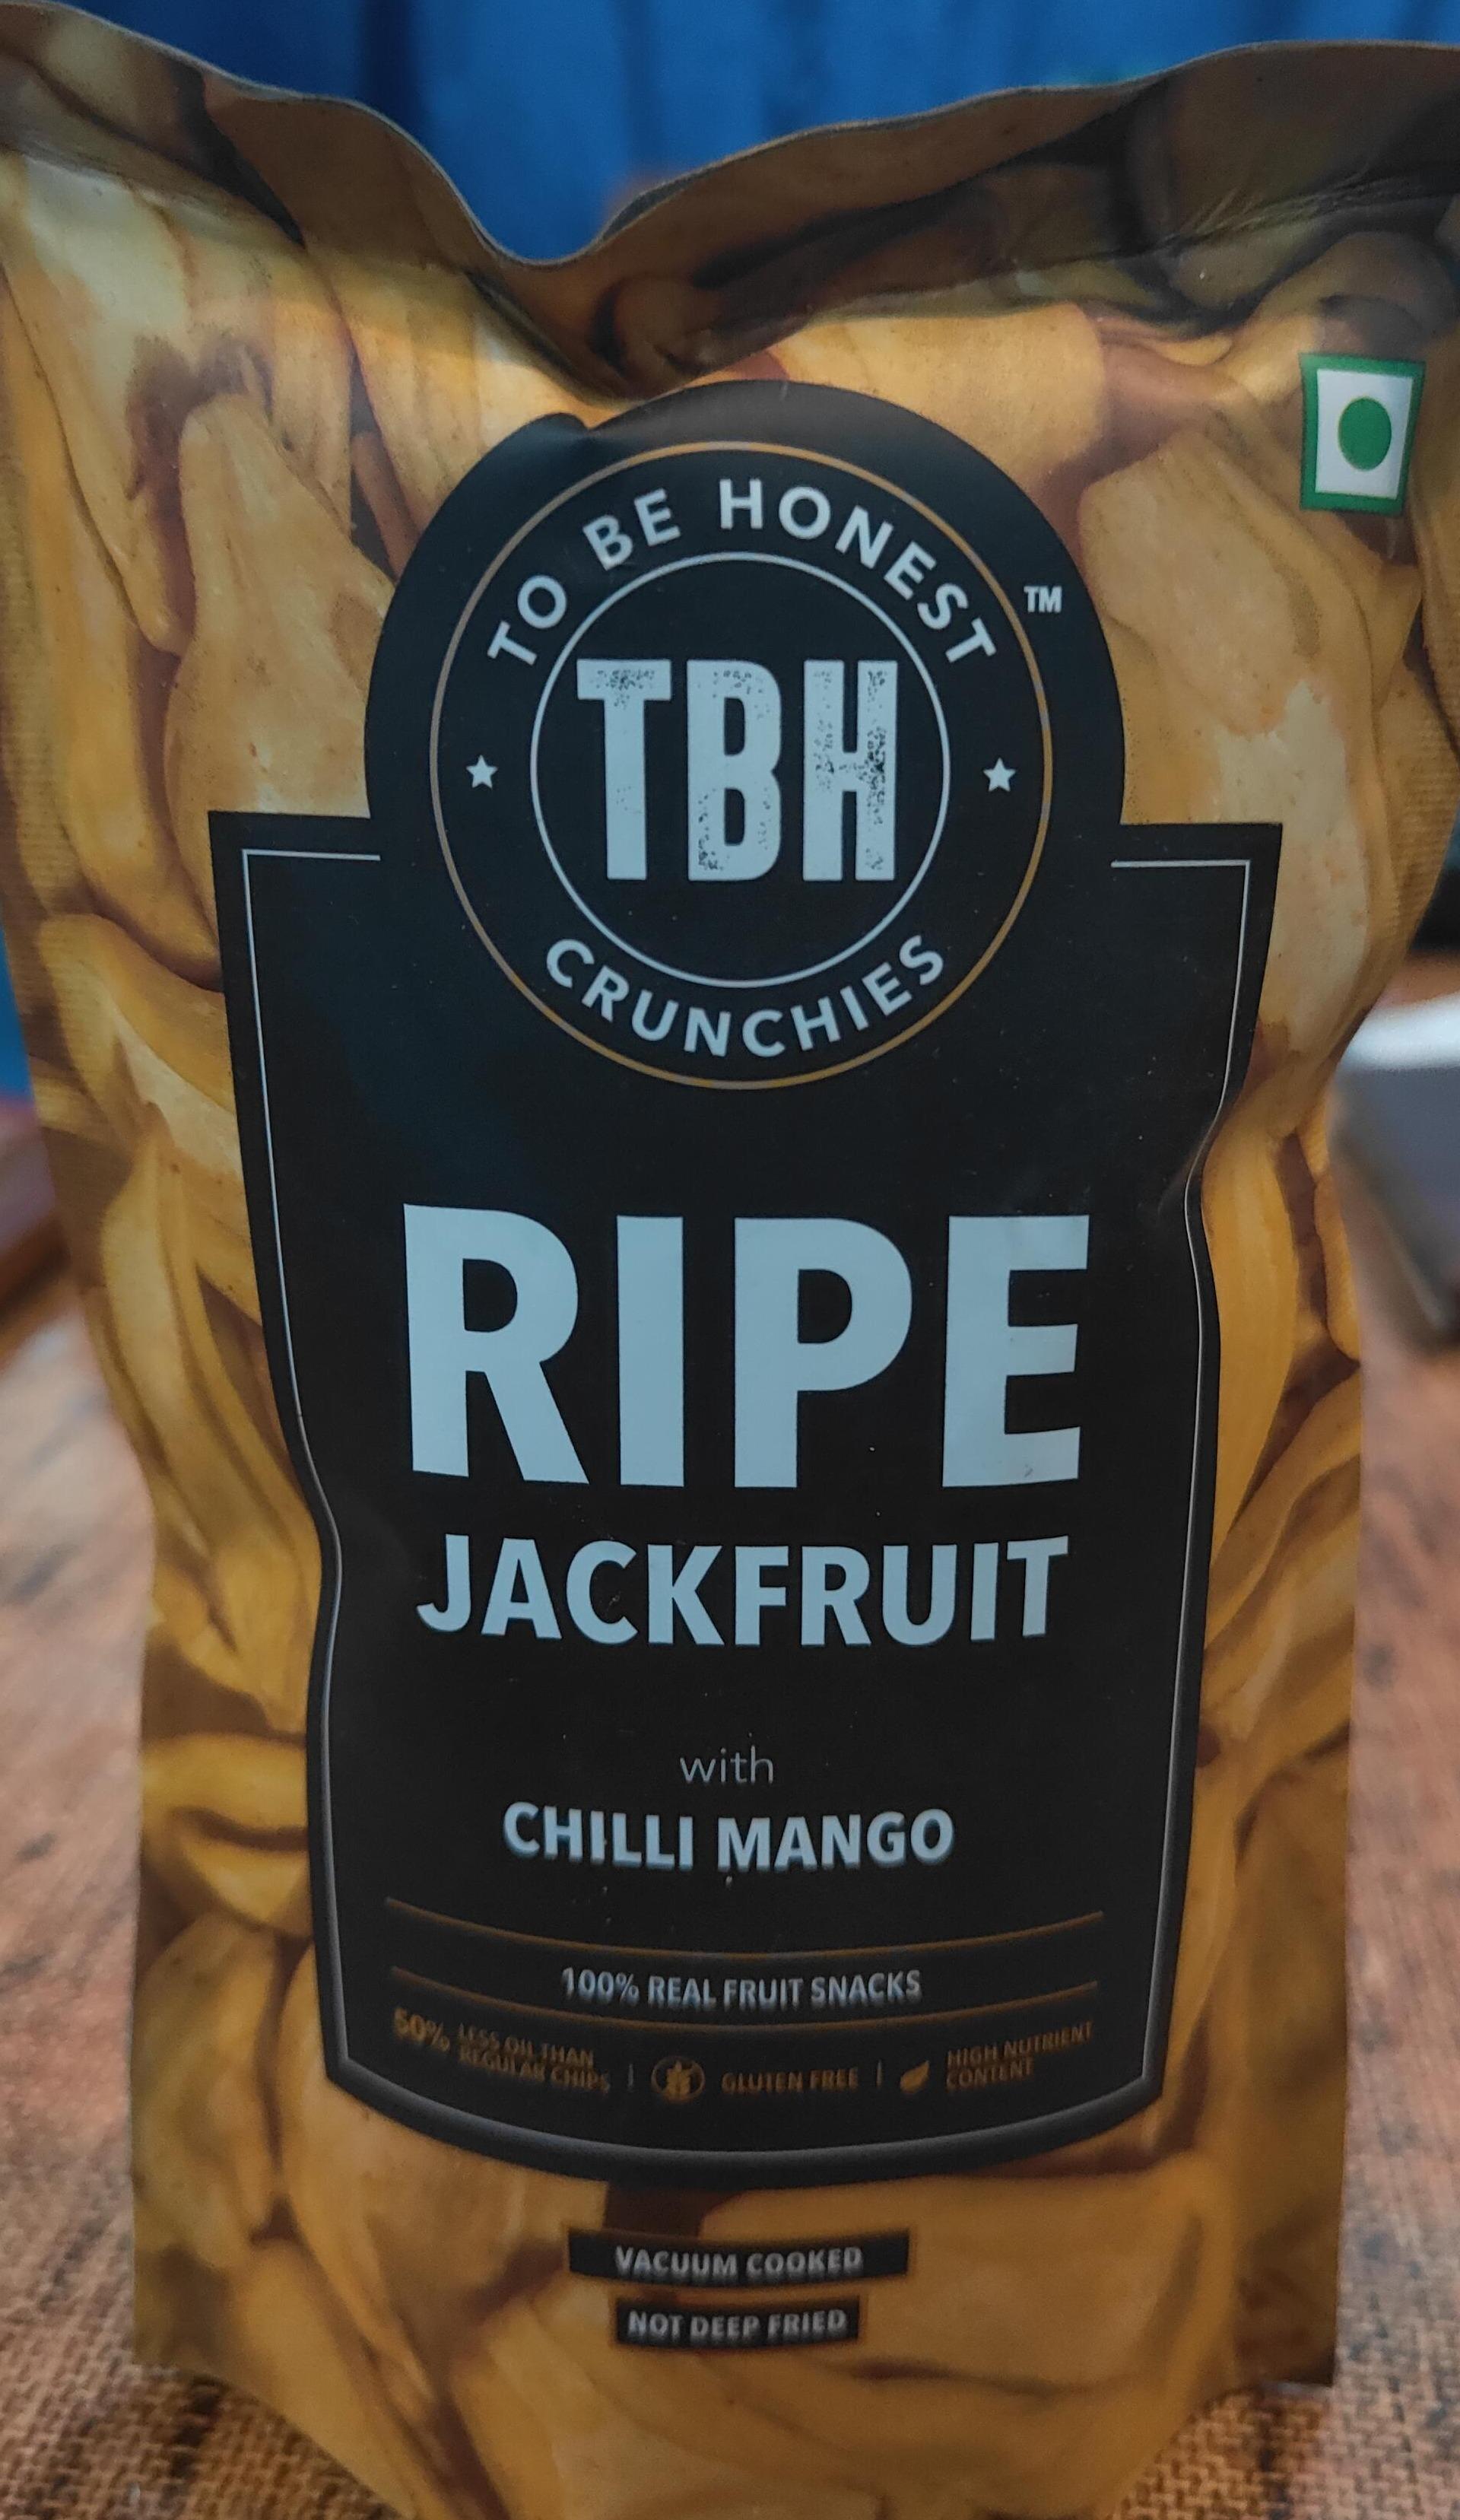 TO BE HONEST
TM
TBH
CRUNCHIES
RIPE
JACKFRUIT
with
CHILLI MANGO
100% REAL FRUIT SNACKS
50% LESS OIL THAN
REGULAR CHIPS
GLUTEN FREE
HIGH NUTRIENT
CONTENT
VACUUM COOKED
NOT DEEP FRIED